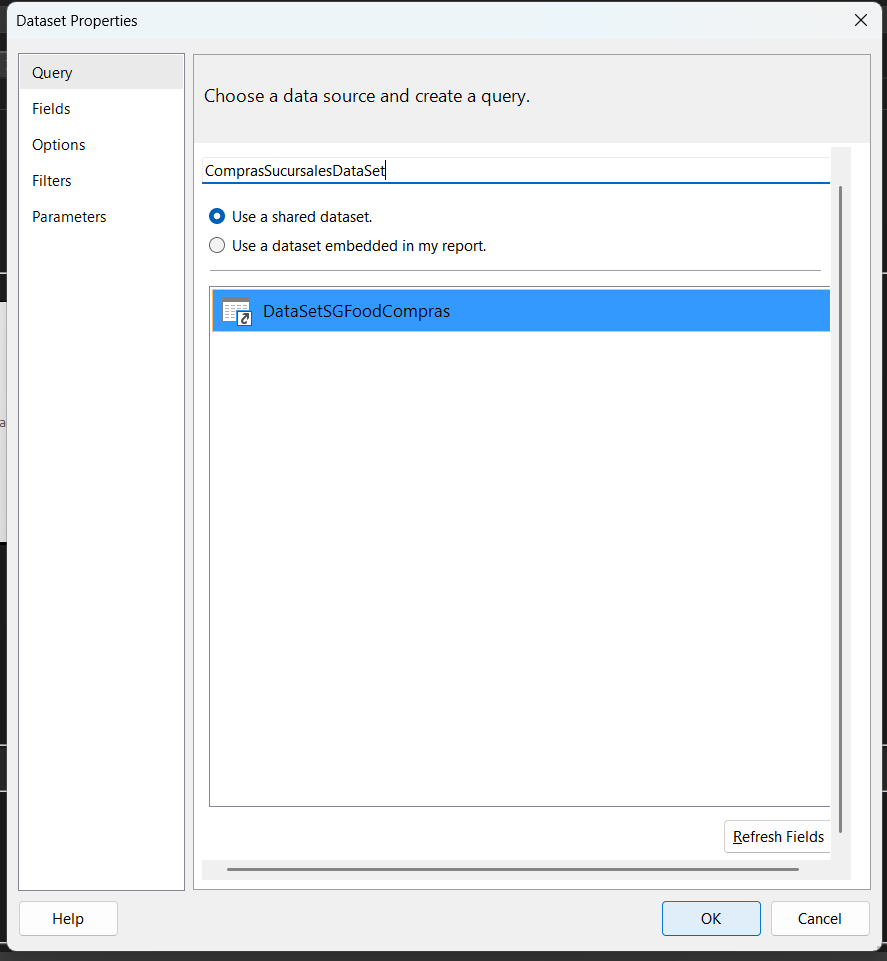 Dataset Properties
Query
Fields
Options
Filters
Parameters
Choose a data source and create a query.
ComprasSucursalesDataSet
Use a shared dataset.
Use a dataset embedded in my report.
DataSetSGFoodCompras
Refresh Fields
Help
OK
Cancel
a